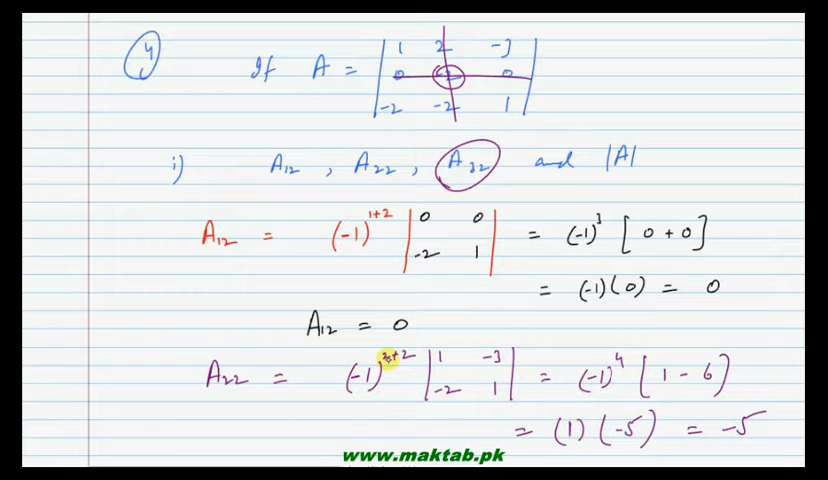 4 If A = | 1 2 -3 |
| 0 0 |
| -2 -2 1 |
i) A12 , A22 , A32 and |A|
A12 = (-1)^1+2 | 0 0 | = (-1)^3 [ 0 + 0 ]
| -2 1 |
= (-1)(0) = 0
A12 = 0
A22 = (-1)^2+2 | 1 -3 | = (-1)^4 [ 1 - 6 ]
| -2 1 |
= (1)(-5) = -5
www.maktab.pk